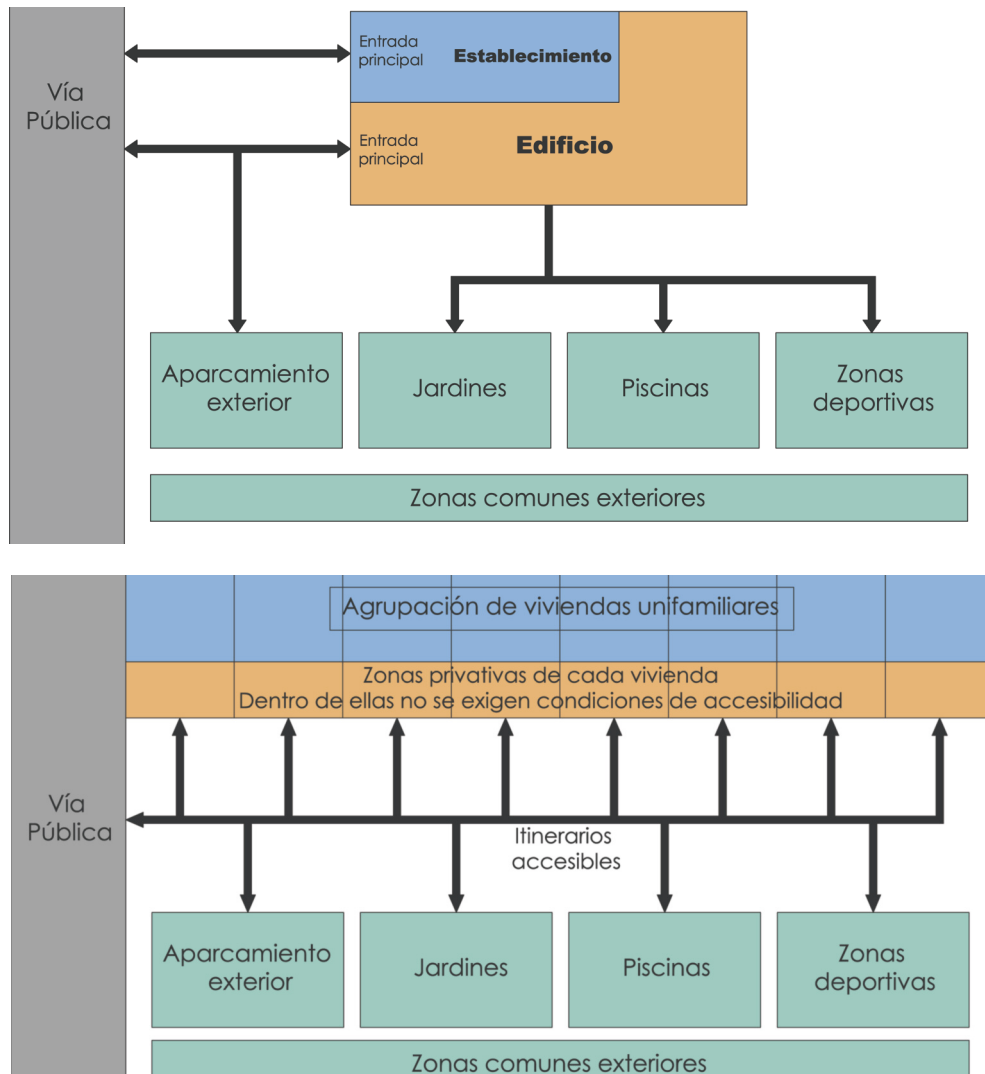 Entrada
principal
Establecimiento
Vía
Pública
Entrada
principal
Edificio
Aparcamiento
exterior
Jardines
Piscinas
Zonas
deportivas
Zonas comunes exteriores
Agrupación de viviendas unifamiliares
Zonas privativas de cada vivienda
Dentro de ellas no se exigen condiciones de accesibilidad
Vía
Pública
Itinerarios
accesibles
Aparcamiento
exterior
Jardines
Piscinas
Zonas
deportivas
Zonas comunes exteriores